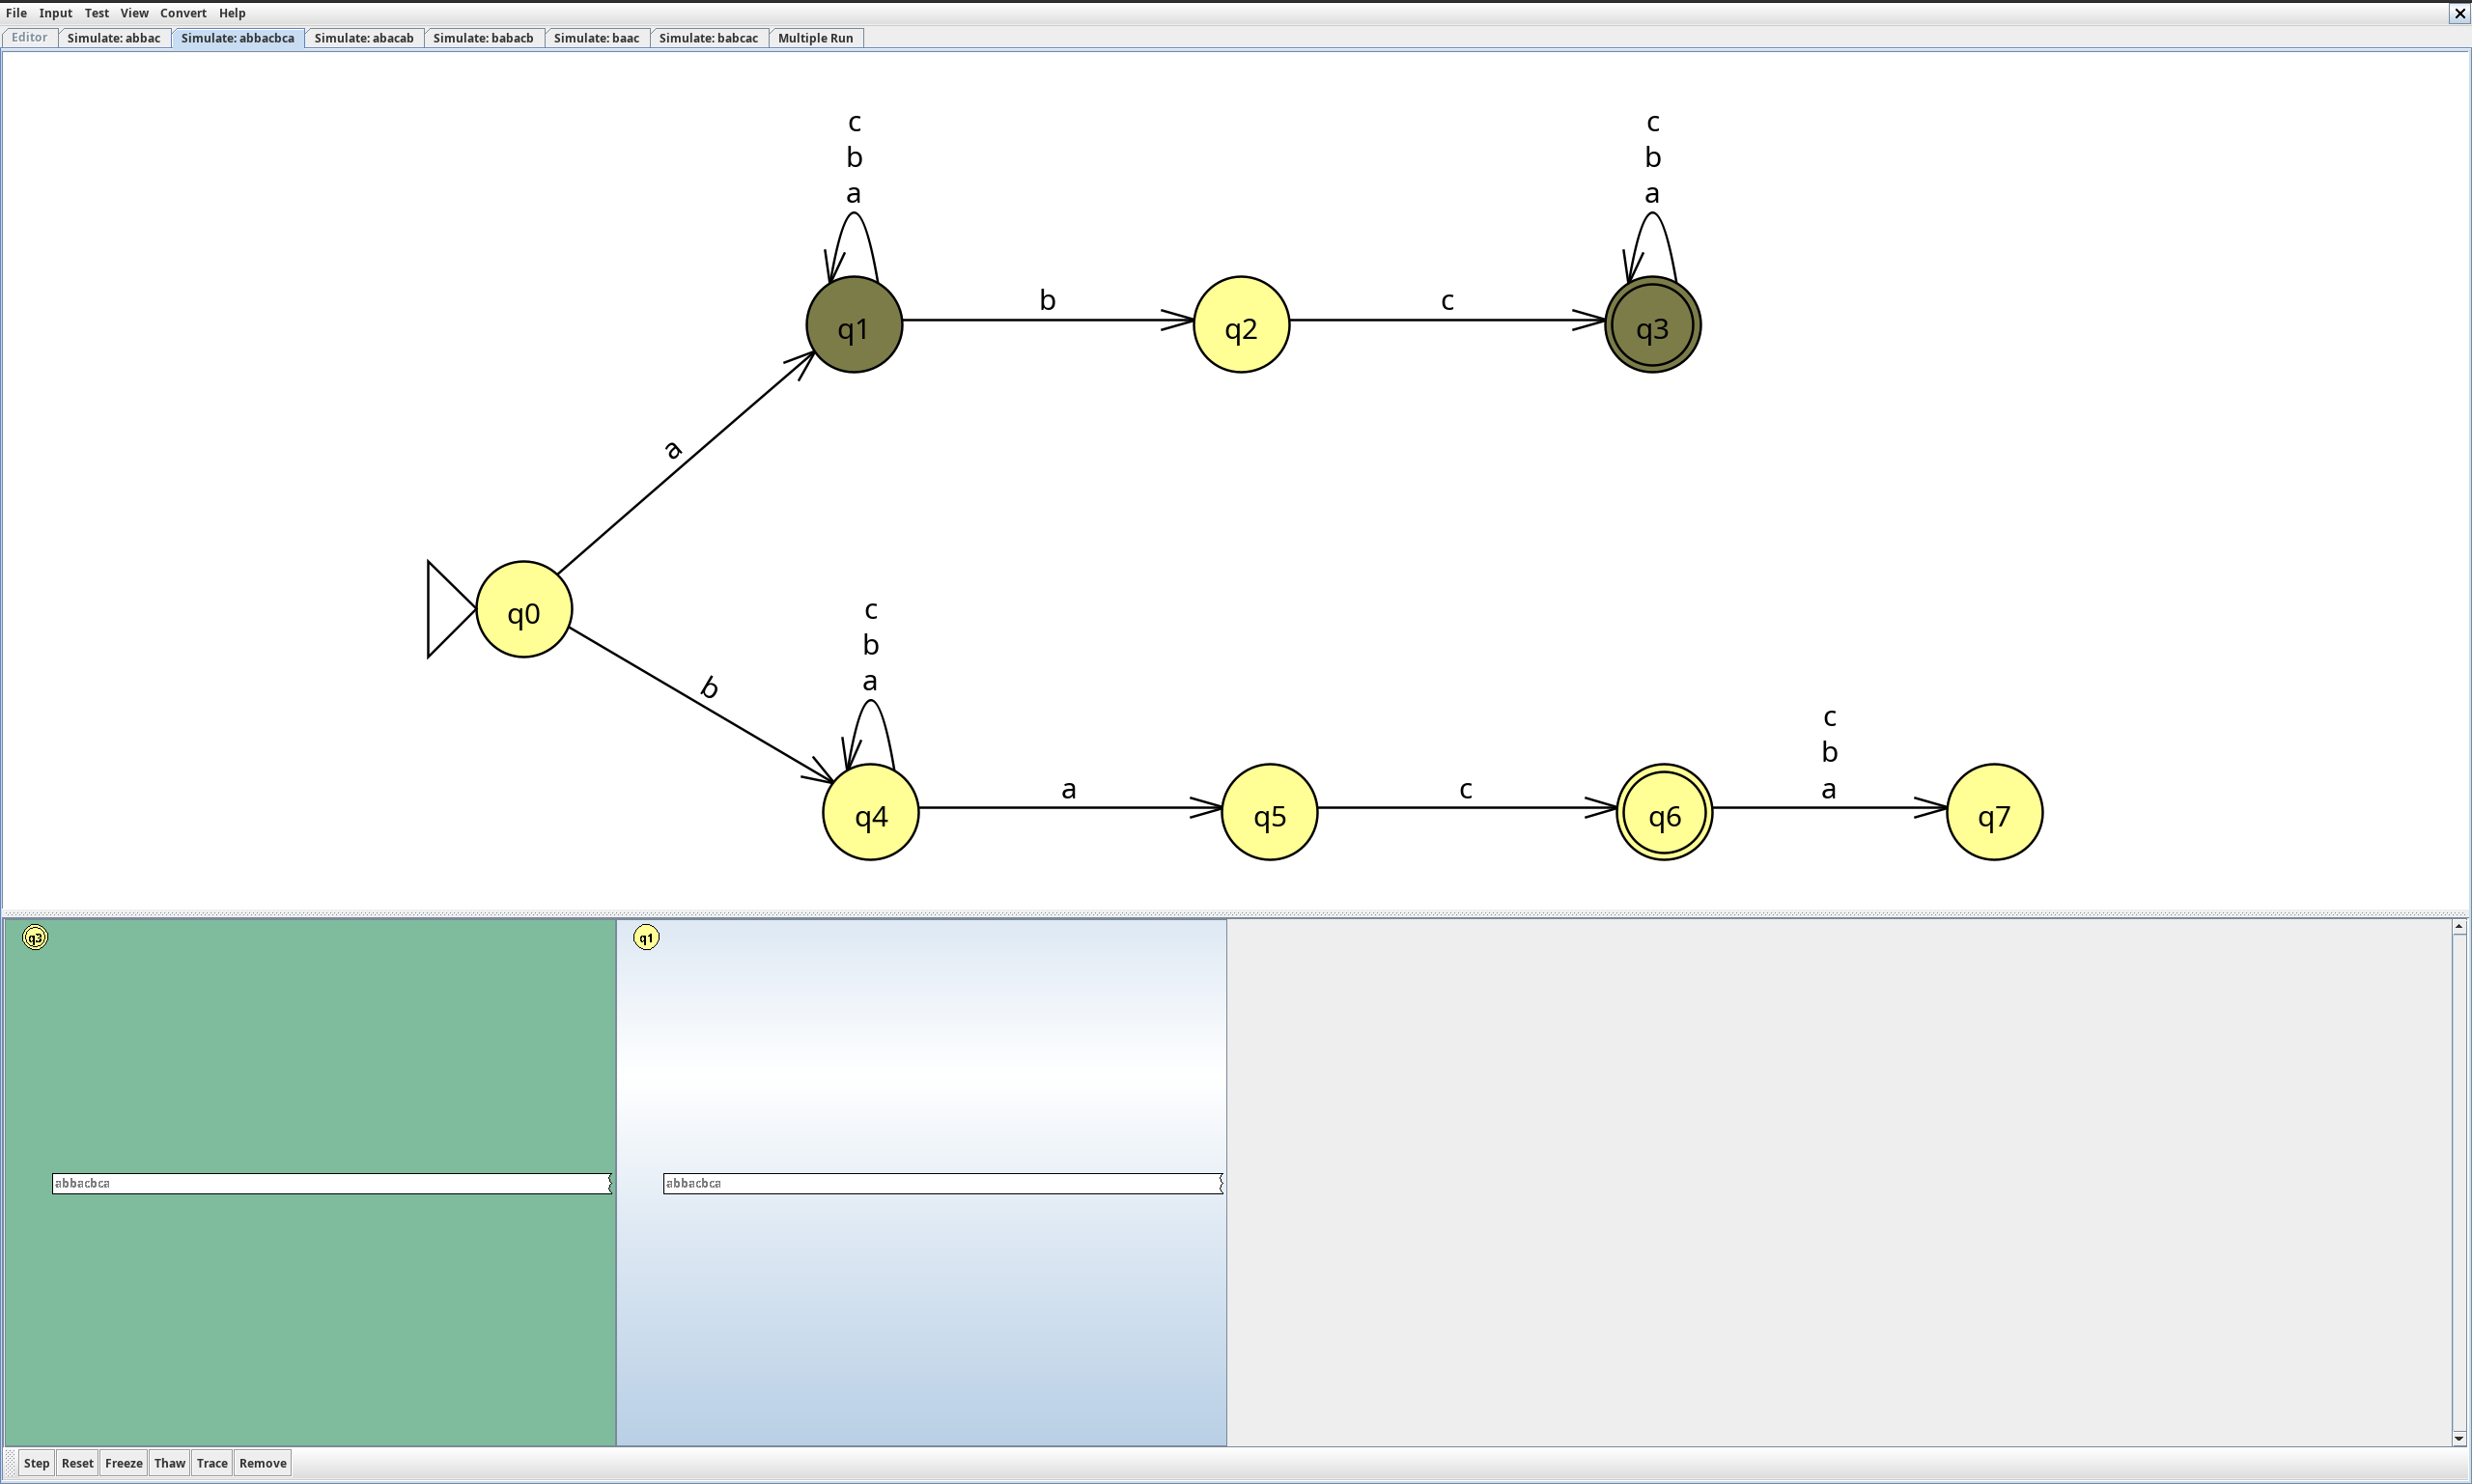 File Input Test View Convert Help
Editor Simulate: abbac Simulate: abbacbca Simulate: abacab Simulate: babacb Simulate: baac Simulate: babcac Multiple Run
c
b
a
c
b
a
q1
b
q2
c
q3
a
q0
b
c
b
a
q4
a
q5
c
q6
c
b
a
q7
q3
q1
abbacbca
abbacbca
Step Reset Freeze Thaw Trace Remove